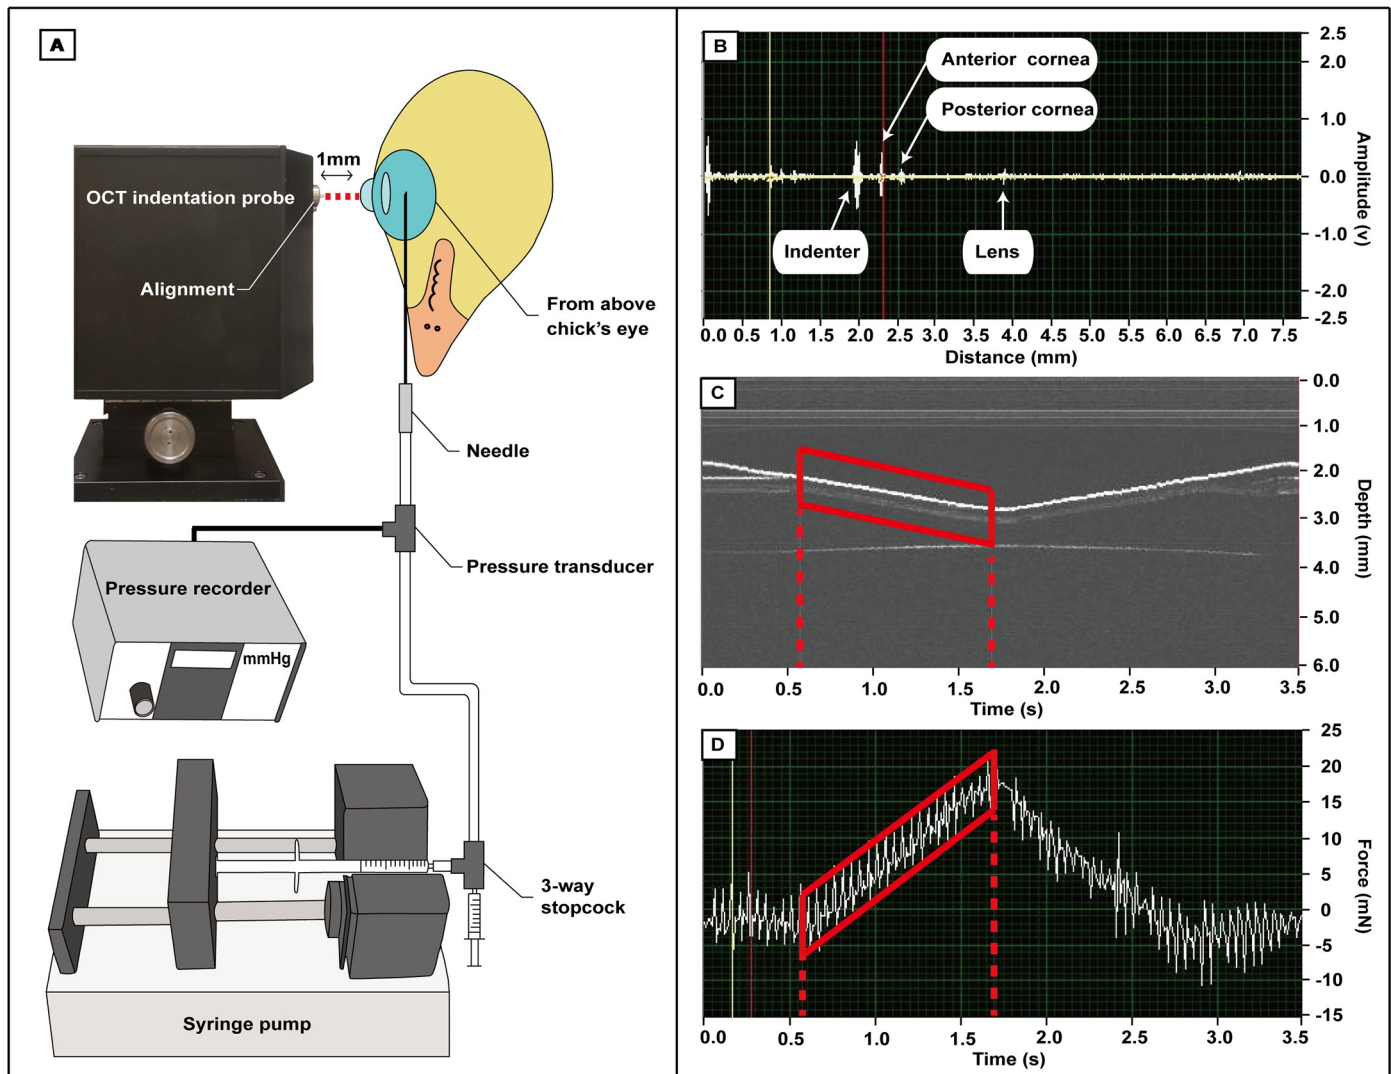 A
1mm
OCT indentation probe
Alignment
From above
chick's eye
Needle
Pressure transducer
Pressure recorder
mmHg
3-way
stopcock
Syringe pump
B
Anterior cornea
Posterior cornea
Indenter
Lens
2.5
2.0
1.0
0.0
-1.0
-2.0
-2.5
Amplitude (v)
0.0 0.5 1.0 1.5 2.0 2.5 3.0 3.5 4.0 4.5 5.0 5.5 6.0 6.5 7.0 7.5
Distance (mm)
C
0.0
1.0
2.0
3.0
4.0
5.0
6.0
Depth (mm)
0.0 0.5 1.0 1.5 2.0 2.5 3.0 3.5
Time (s)
D
25
20
15
10
5
0
-5
-10
-15
Force (mN)
0.0 0.5 1.0 1.5 2.0 2.5 3.0 3.5
Time (s)